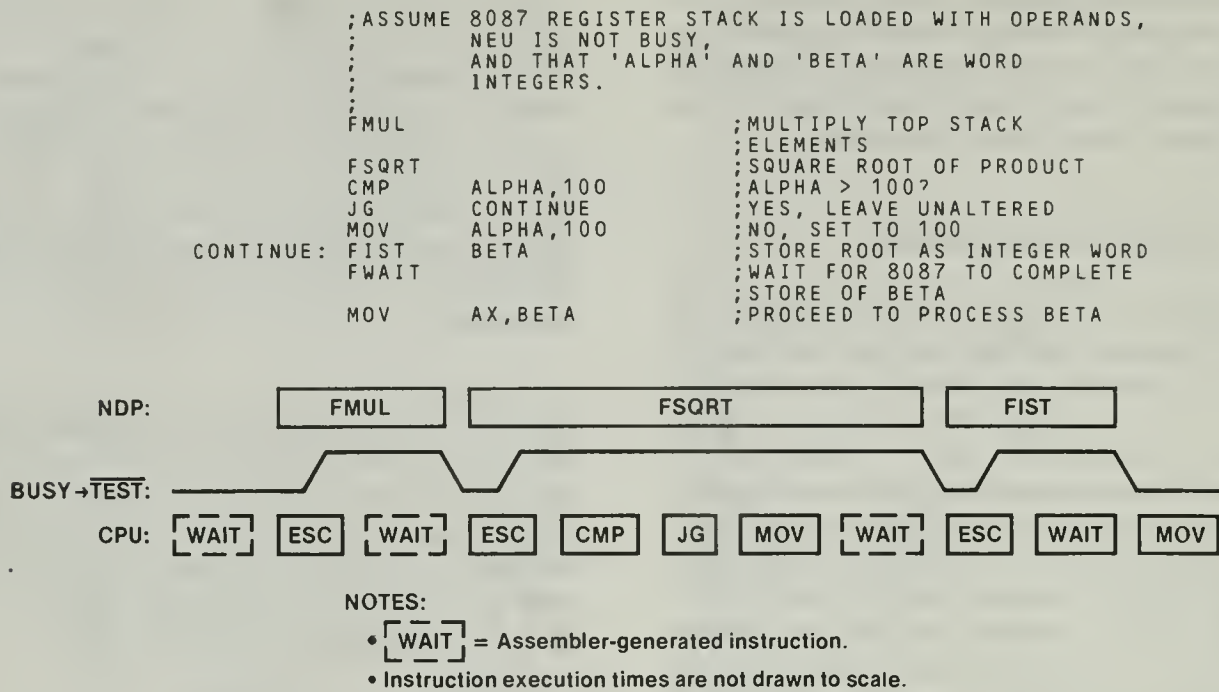 ;ASSUME 8087 REGISTER STACK IS LOADED WITH OPERANDS,
; NEU IS NOT BUSY,
; AND THAT 'ALPHA' AND 'BETA' ARE WORD
; INTEGERS.
;
FMUL ;MULTIPLY TOP STACK
;ELEMENTS
FSQRT ;SQUARE ROOT OF PRODUCT
CMP ALPHA,100 ;ALPHA > 100?
JG CONTINUE ;YES, LEAVE UNALTERED
MOV ALPHA,100 ;NO, SET TO 100
CONTINUE: FIST BETA ;STORE ROOT AS INTEGER WORD
FWAIT ;WAIT FOR 8087 TO COMPLETE
;STORE OF BETA
MOV AX,BETA ;PROCEED TO PROCESS BETA
NDP: FMUL FSQRT FIST
BUSY→TEST:
CPU: WAIT ESC WAIT ESC CMP JG MOV WAIT ESC WAIT MOV
NOTES:
• WAIT = Assembler-generated instruction.
• Instruction execution times are not drawn to scale.